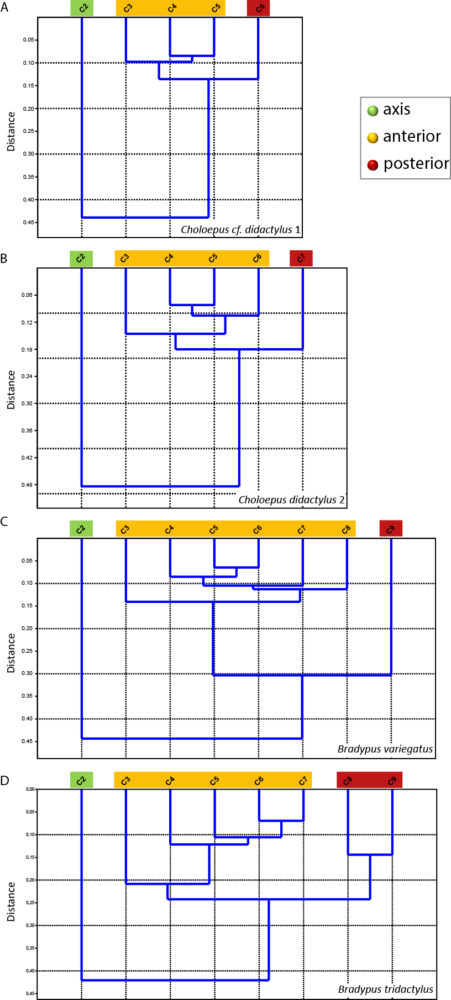 A
C2 C3 C4 C5 C6
0.05
0.10
0.15
0.20
0.25
0.30
0.35
0.40
0.45
Distance
Choloepus cf. didactylus 1
axis
anterior
posterior
B
C2 C3 C4 C5 C6 C7
0.06
0.12
0.18
0.24
0.30
0.36
0.42
0.48
Distance
Choloepus didactylus 2
C
C2 C3 C4 C5 C6 C7 C8 C9
0.05
0.10
0.15
0.20
0.25
0.30
0.35
0.40
0.45
Distance
Bradypus variegatus
D
C2 C3 C4 C5 C6 C7 C8 C9
0,00
0,05
0,10
0,15
0,20
0,25
0,30
0,35
0,40
0,45
Distance
Bradypus tridactylus